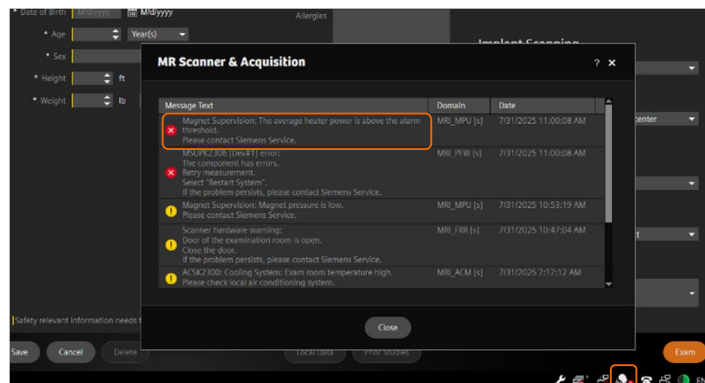 * Date of Birth M/d/yyyy M/d/yyyy
Allergies
* Age Year(s)
Implant Scanning
* Sex
* Height ft
* Weight lb
MR Scanner & Acquisition ? ×
Message Text Domain Date
Magnet Supervision: The average heater power is above the alarm MRI_MPU [s] 7/31/2025 11:00:08 AM
threshold.
Please contact Siemens Service.
MSUPK2306 [Dev#1] error: MRI_PFW [s] 7/31/2025 11:00:08 AM
The component has errors.
Retry measurement.
Select "Restart System".
If the problem persists, please contact Siemens Service.
Magnet Supervision: Magnet pressure is low. MRI_MPU [s] 7/31/2025 10:53:19 AM
Please contact Siemens Service.
Scanner hardware warning: MRI_FRR [s] 7/31/2025 10:47:04 AM
Door of the examination room is open.
Close the door.
If the problem persists, please contact Siemens Service.
ACSK2300: Cooling System: Exam room temperature high. MRI_ACM [s] 7/31/2025 7:17:12 AM
Please check local air conditioning system.
Close
center
Safety relevant information needs
Save Cancel Delete Local Data Prior Studies Exam
EN